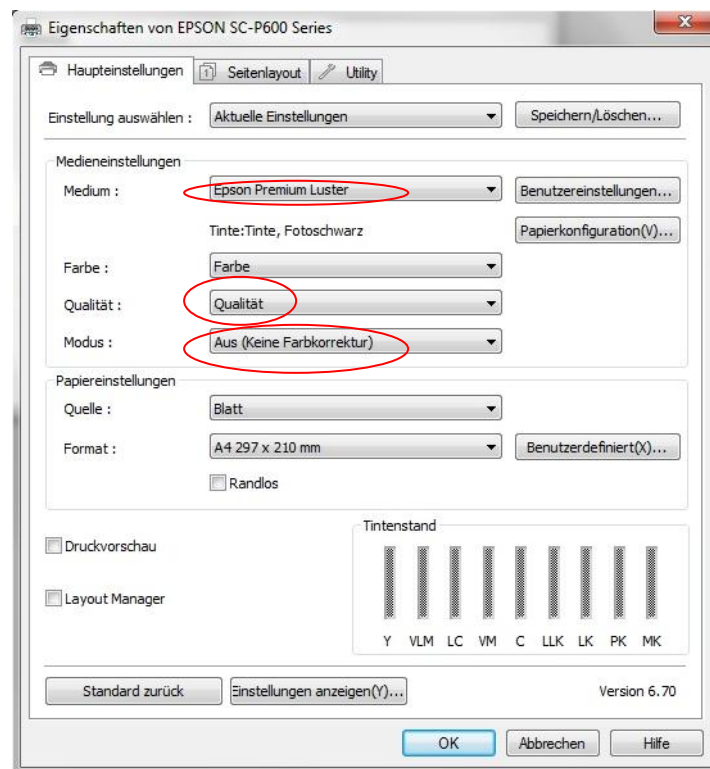 Eigenschaften von EPSON SC-P600 Series
Haupteinstellungen Seitenlayout Utility
Einstellung auswählen : Aktuelle Einstellungen Speichern/Löschen...
Medieneinstellungen
Medium : Epson Premium Luster Benutzereinstellungen...
Tinte:Tinte, Fotoschwarz Papierkonfiguration(V)...
Farbe : Farbe
Qualität : Qualität
Modus : Aus (Keine Farbkorrektur)
Papiereinstellungen
Quelle : Blatt
Format : A4 297 x 210 mm Benutzerdefiniert(X)...
Randlos
Tintenstand
Druckvorschau
Layout Manager
Y VLM LC VM C LLK LK PK MK
Standard zurück Einstellungen anzeigen(Y)... Version 6.70
OK Abbrechen Hilfe